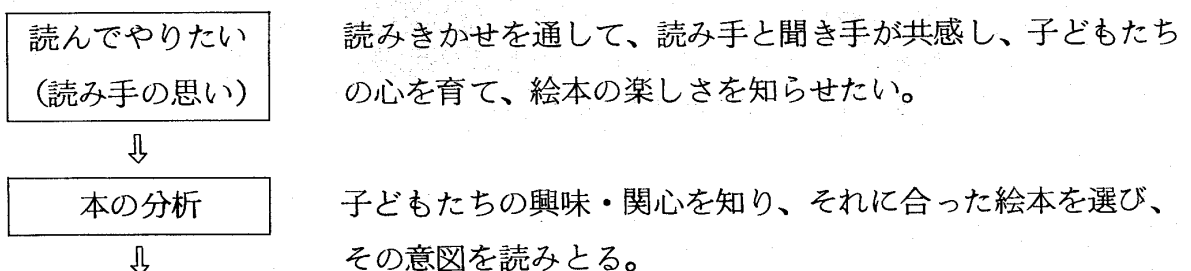 読んでやりたい
(読み手の思い)
読みきかせを通して、読み手と聞き手が共感し、子どもたち
の心を育て、絵本の楽しさを知らせたい。
⇩
本の分析
子どもたちの興味・関心を知り、それに合った絵本を選び、
その意図を読みとる。
⇩